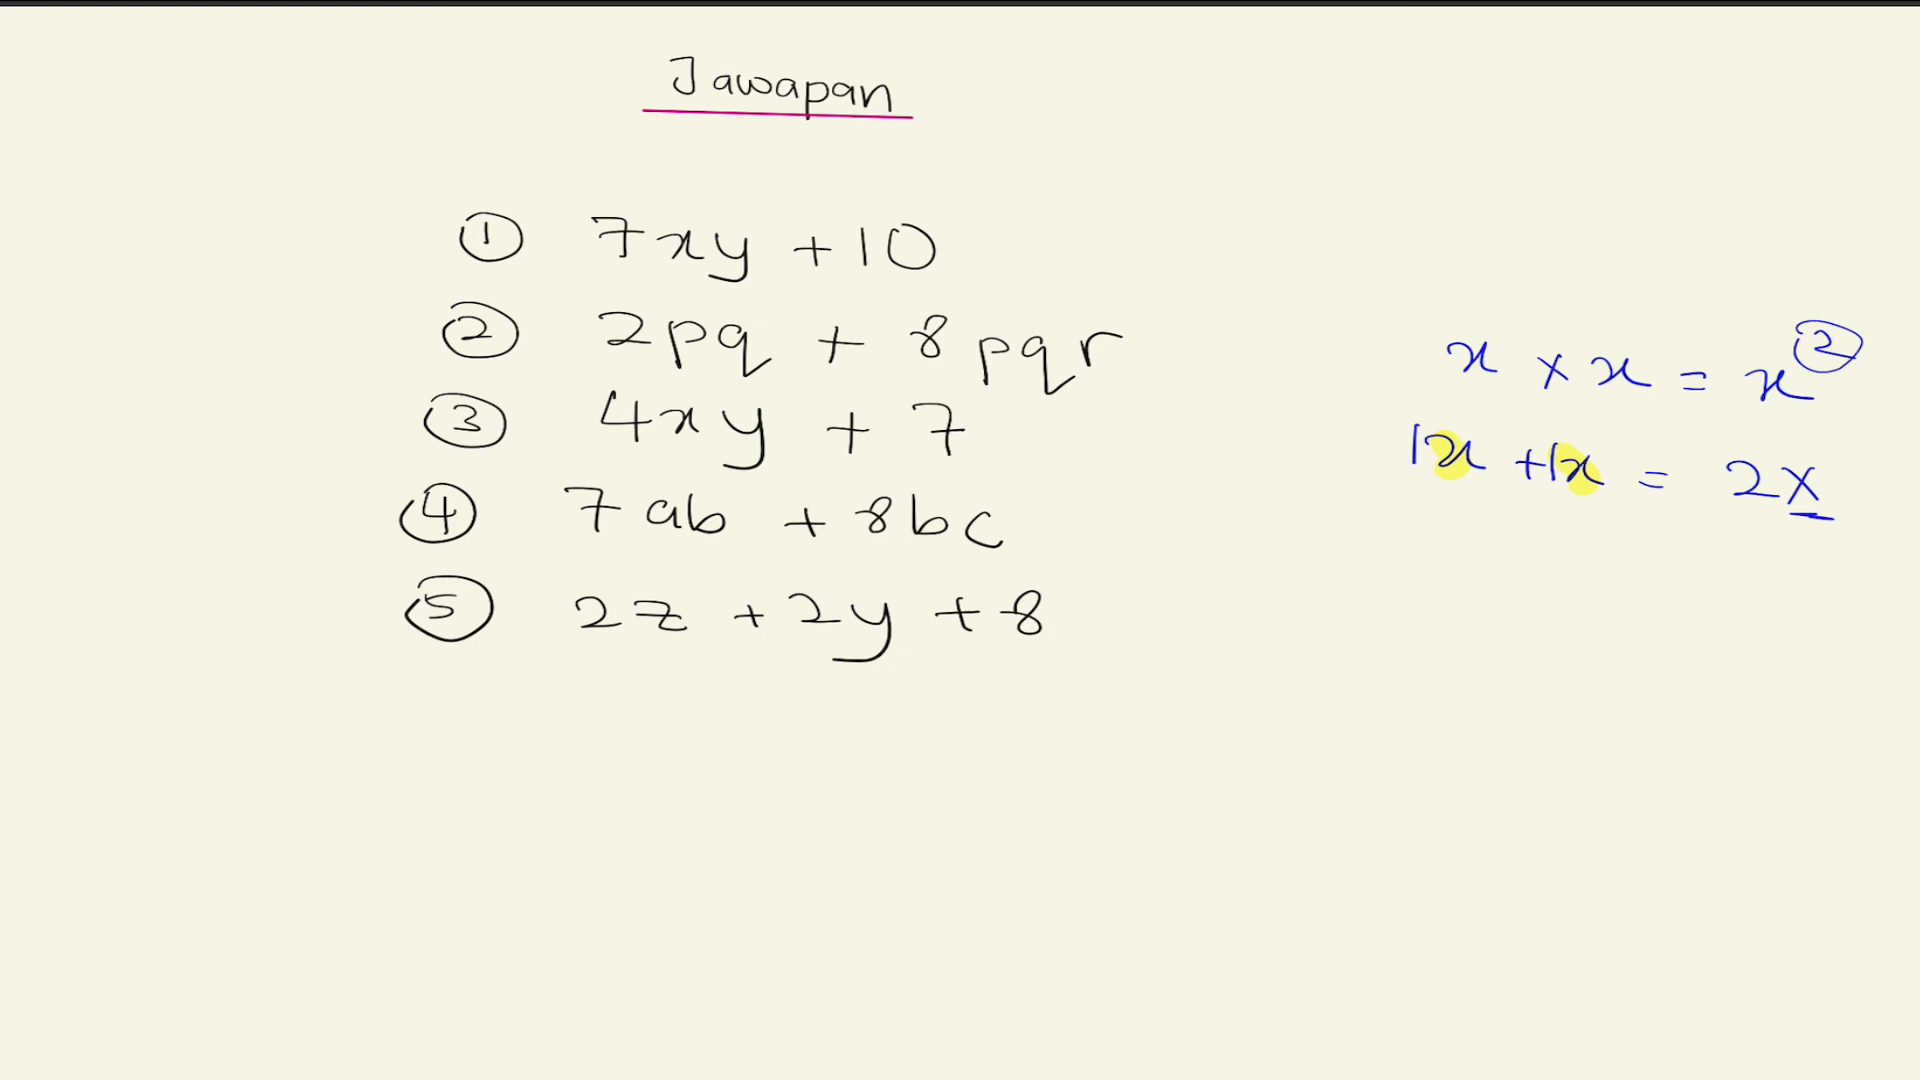 Jawapan
① 7xy + 10
② 2pq + 8pqr
③ 4xy + 7
④ 7ab + 8bc
⑤ 2z + 2y + 8
x × x = x²
1x + 1x = 2x